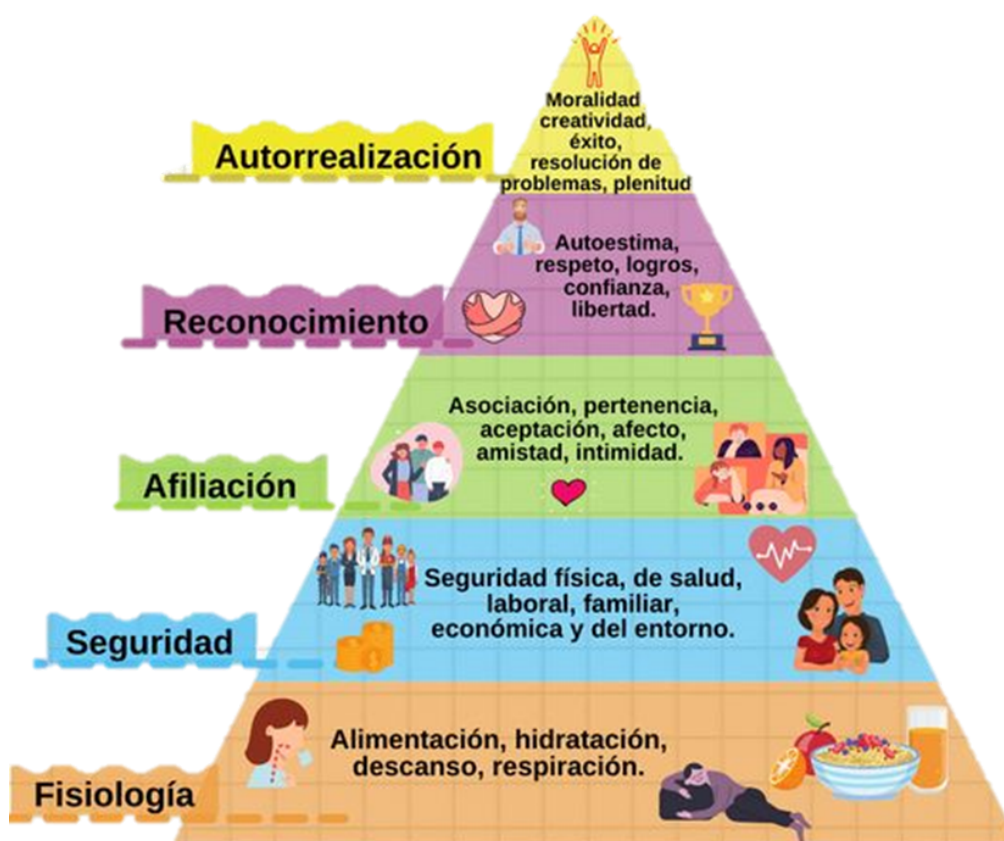 Autorrealización
Moralidad
creatividad,
éxito,
resolución de
problemas, plenitud
Reconocimiento
Autoestima,
respeto, logros,
confianza,
libertad.
Afiliación
Asociación, pertenencia,
aceptación, afecto,
amistad, intimidad.
Seguridad
Seguridad física, de salud,
laboral, familiar,
económica y del entorno.
Fisiología
Alimentación, hidratación,
descanso, respiración.